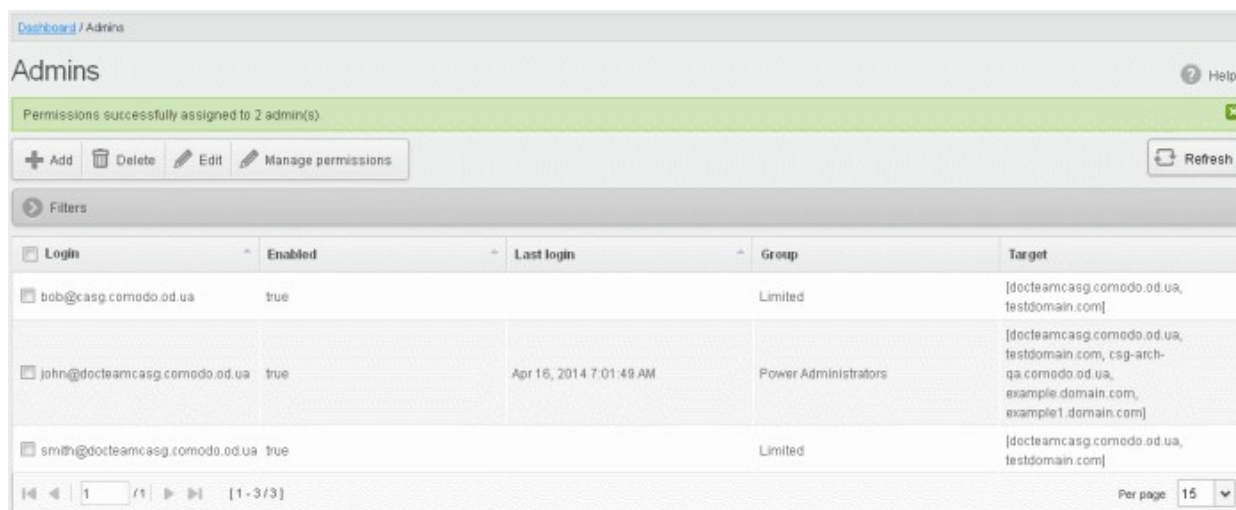 Dashboard / Admins
Admins
Help
Permissions successfully assigned to 2 admin(s).
Add Delete Edit Manage permissions
Refresh
Filters
Login Enabled Last login Group Target
bob@casg.comodo.od.ua true Limited [docteamcasg.comodo.od.ua,
testdomain.com]
john@docteamcasg.comodo.od.ua true Apr 16, 2014 7:01:49 AM Power Administrators [docteamcasg.comodo.od.ua,
testdomain.com, csg-arch-
qa.comodo.od.ua,
example.domain.com,
example1.domain.com]
smith@docteamcasg.comodo.od.ua true Limited [docteamcasg.comodo.od.ua,
testdomain.com]
1 /1 [1 - 3 / 3] Per page 15